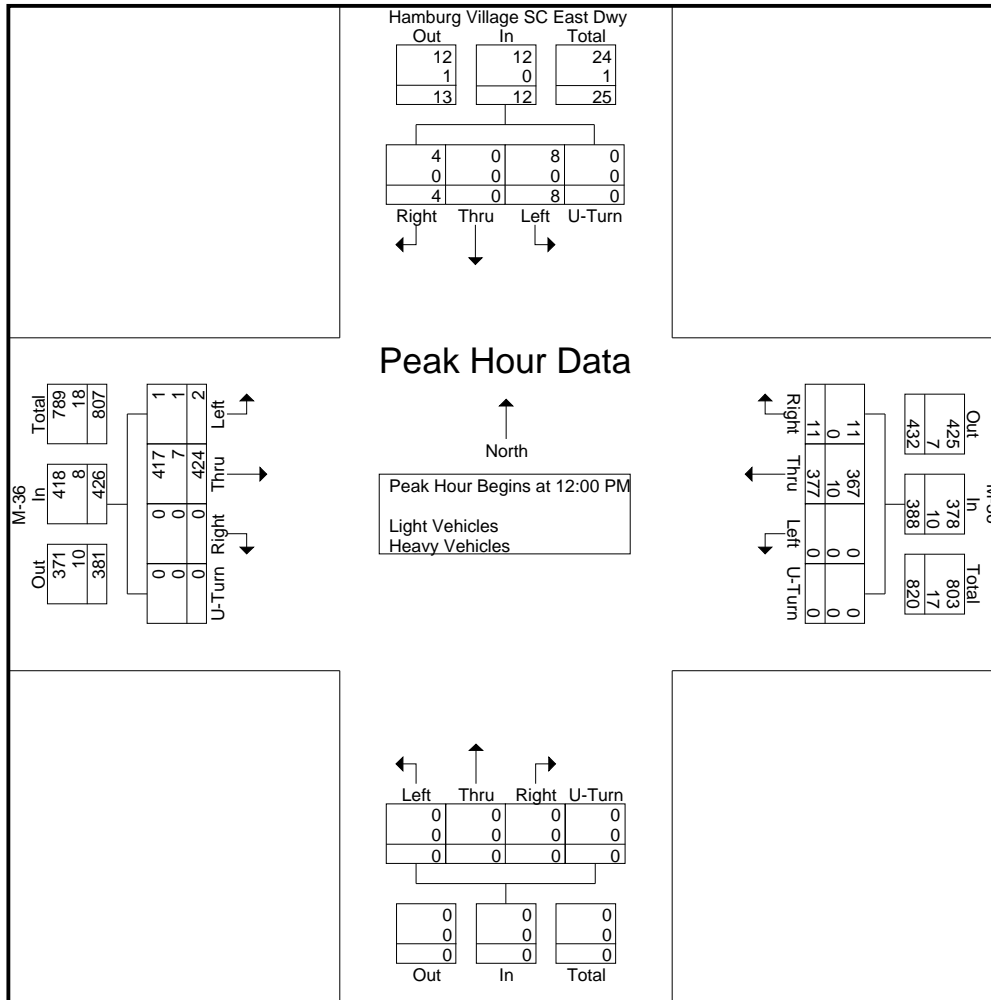 Hamburg Village SC East Dwy
Out In Total
12 12 24
1 0 1
13 12 25
4 0 8 0
0 0 0 0
4 0 8 0
Right Thru Left U-Turn
Peak Hour Data
North
Peak Hour Begins at 12:00 PM
Light Vehicles
Heavy Vehicles
M-36
Out In Total
371 418 789
10 8 18
381 426 807
Left Thru Right U-Turn
1 417 0 0
1 7 0 0
2 424 0 0
Out In Total
425 378 803
7 10 17
432 388 820
Right Thru Left U-Turn
11 367 0 0
0 10 0 0
11 377 0 0
Left Thru Right U-Turn
0 0 0 0
0 0 0 0
0 0 0 0
0 0 0
0 0 0
0 0 0
Out In Total